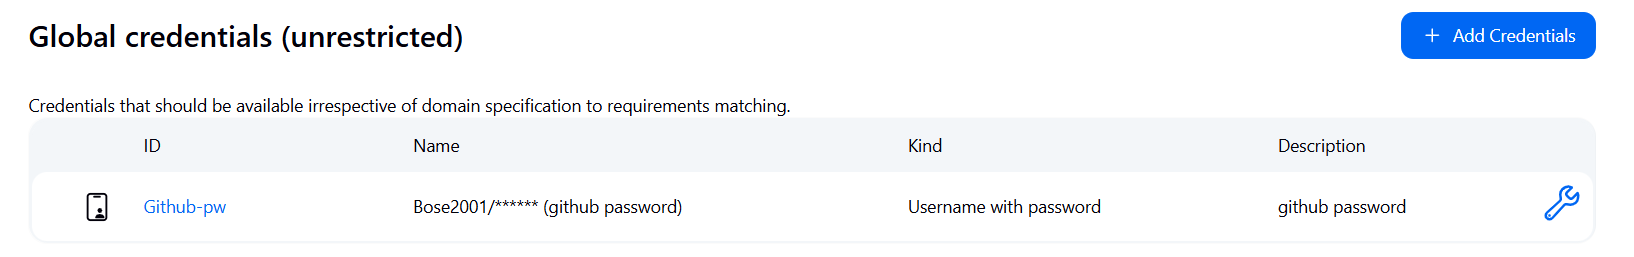 Global credentials (unrestricted)
+ Add Credentials
Credentials that should be available irrespective of domain specification to requirements matching.
ID Name Kind Description
Github-pw Bose2001/****** (github password) Username with password github password